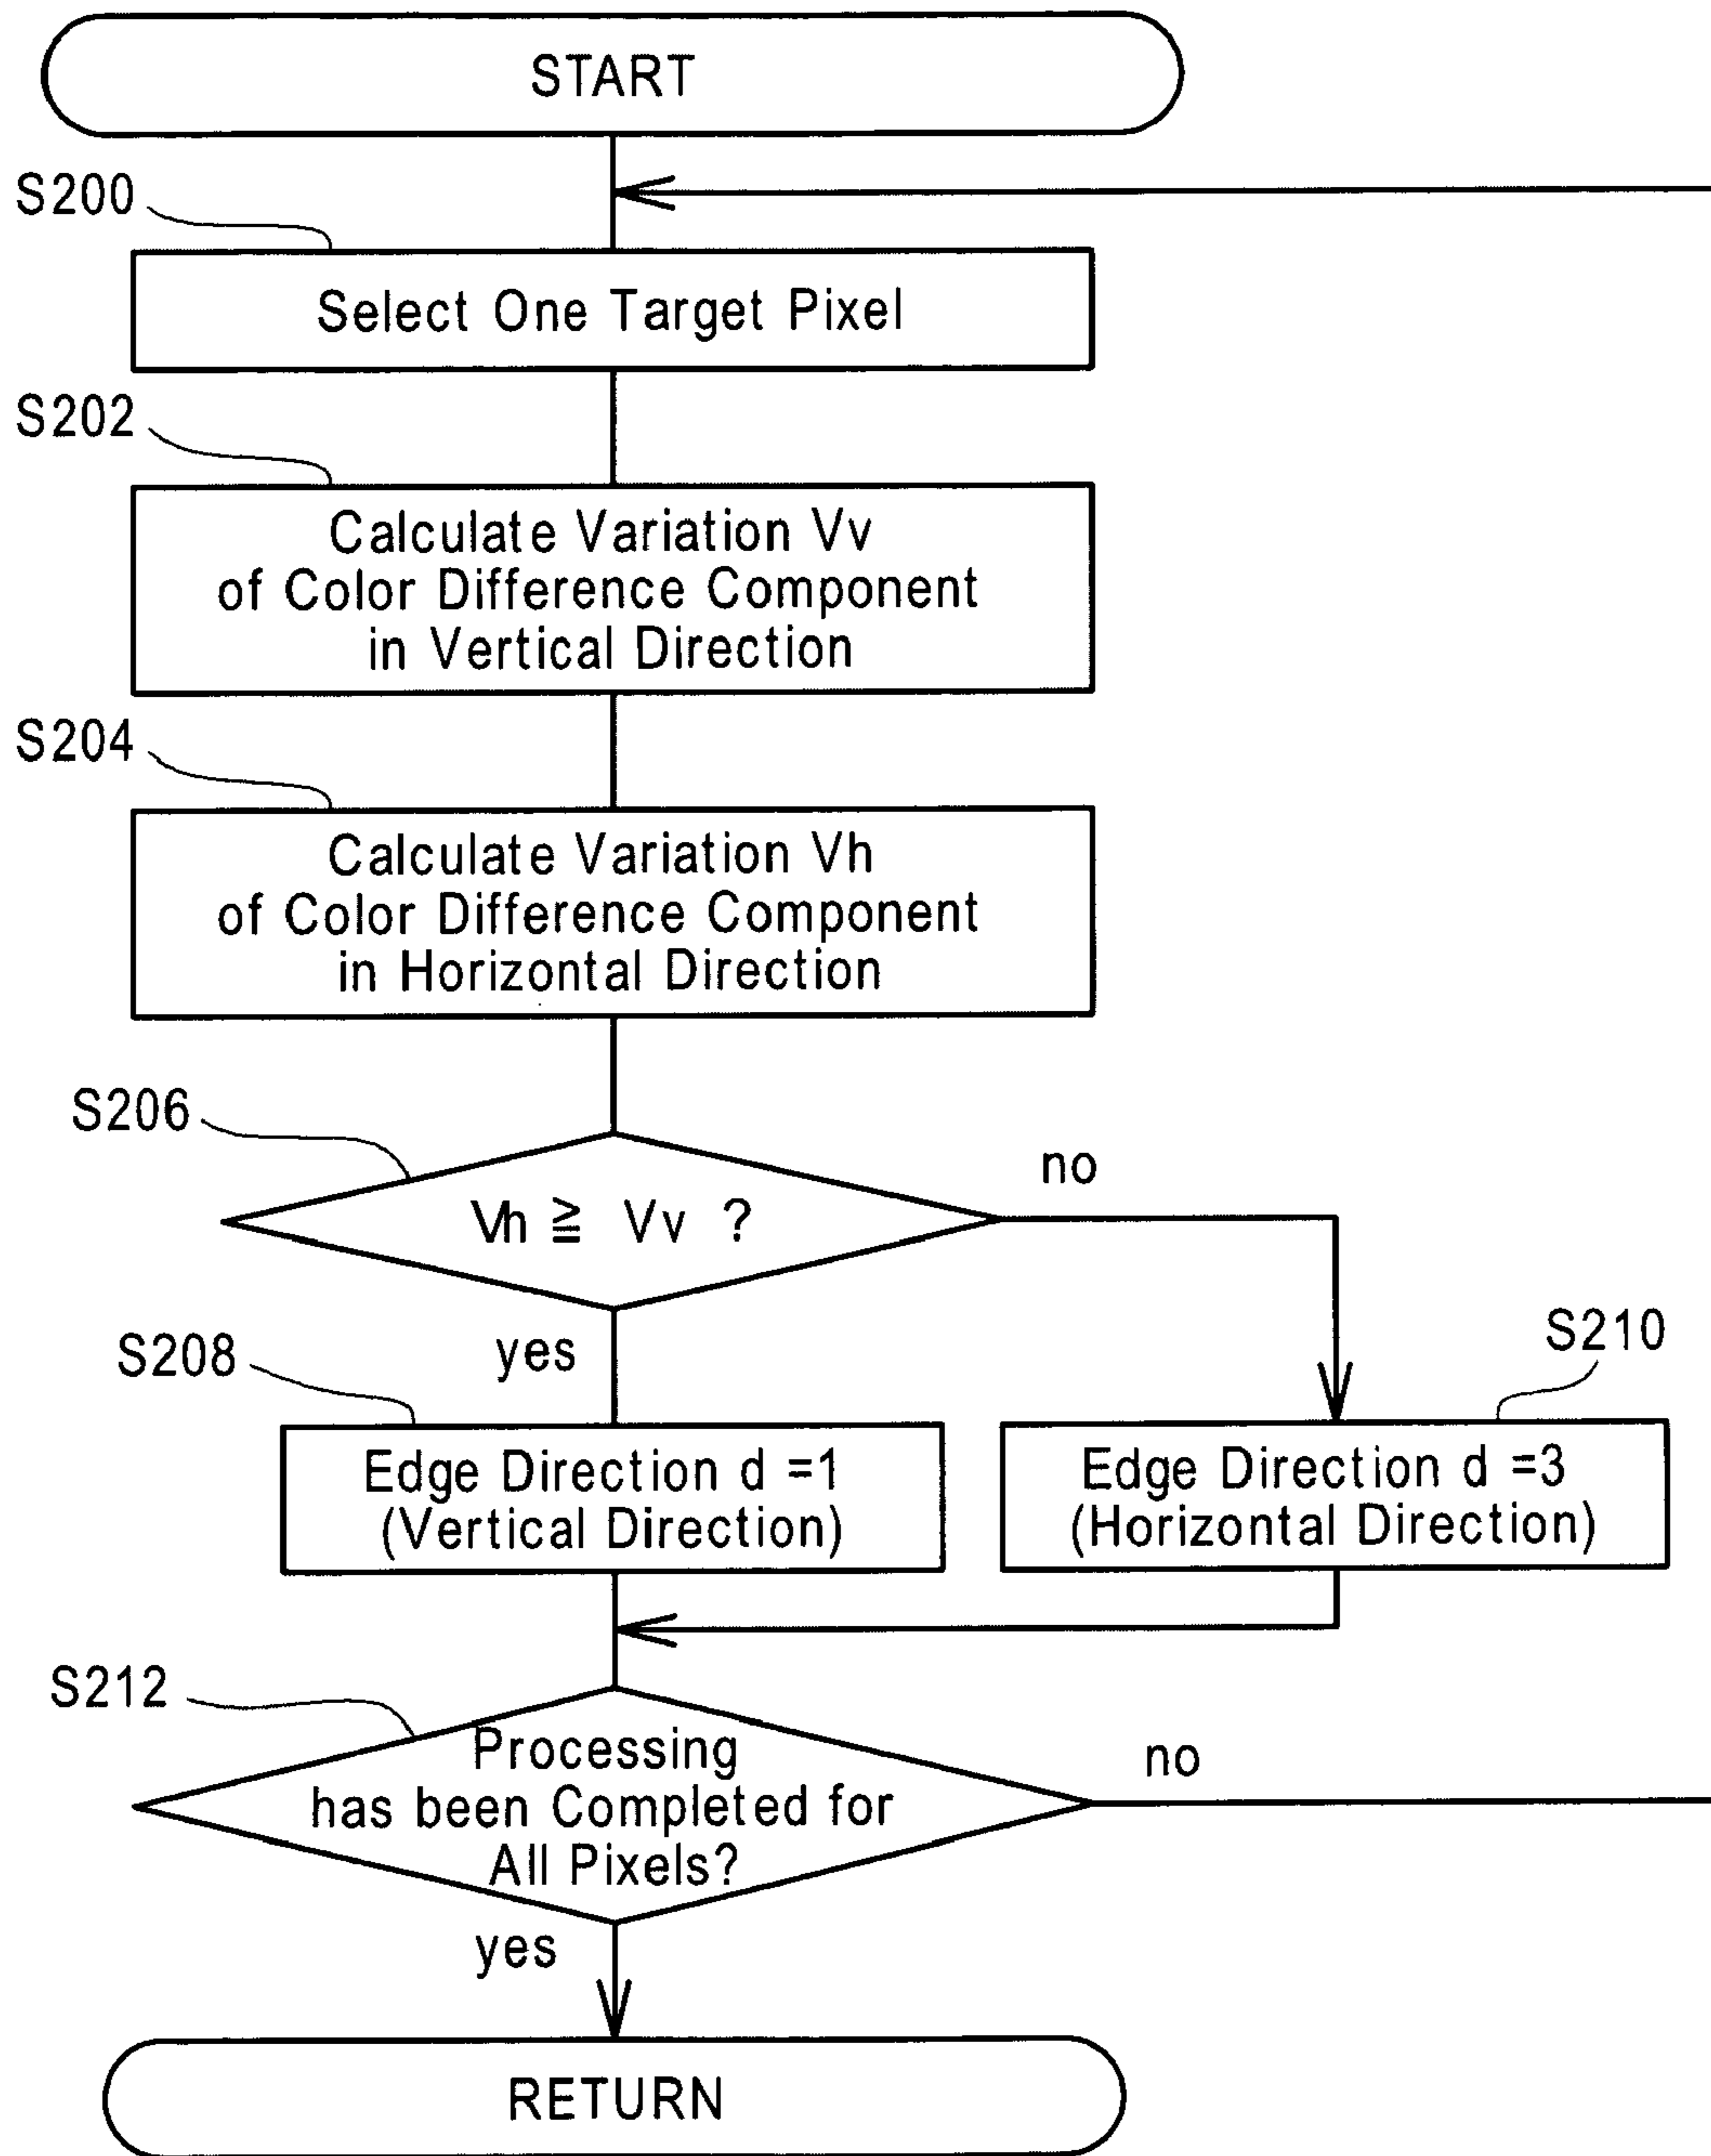 START
S200
Select One Target Pixel
S202
Calculate Variation Vv
of Color Difference Component
in Vertical Direction
S204
Calculate Variation Vh
of Color Difference Component
in Horizontal Direction
S206
Vh ≧ Vv ?
no
yes
S208
S210
Edge Direction d =1
(Vertical Direction)
Edge Direction d =3
(Horizontal Direction)
S212
Processing
has been Completed for
All Pixels?
no
yes
RETURN